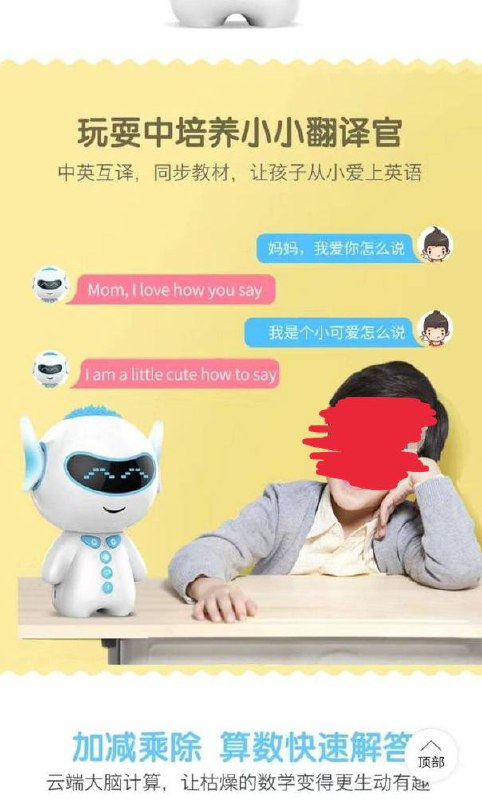 玩耍中培养小小翻译官
中英互译，同步教材，让孩子从小爱上英语
妈妈，我爱你怎么说
Mom, I love how you say
我是个小可爱怎么说
I am a little cute how to say
加减乘除 算数快速解答
云端大脑计算，让枯燥的数学变得更生动有趣
顶部